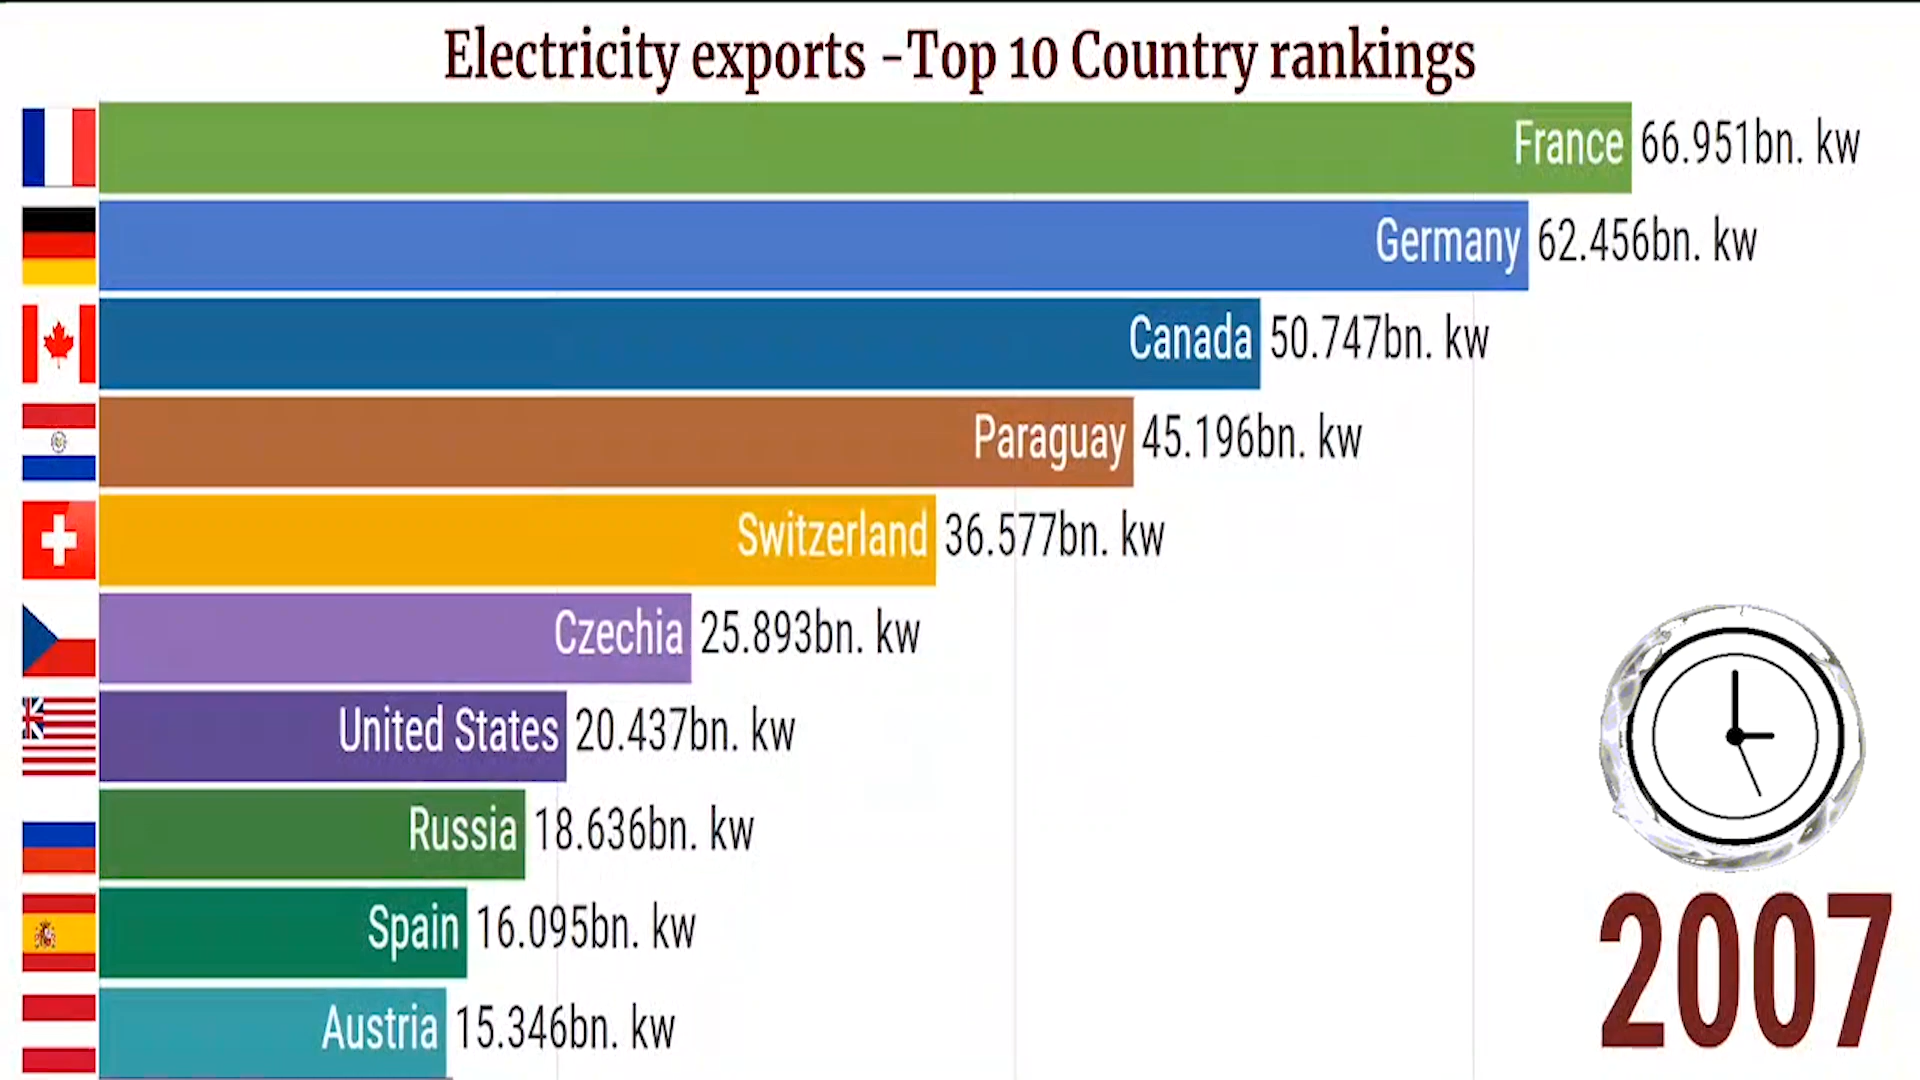 Electricity exports -Top 10 Country rankings
France 66.951bn. kw
Germany 62.456bn. kw
Canada 50.747bn. kw
Paraguay 45.196bn. kw
Switzerland 36.577bn. kw
Czechia 25.893bn. kw
United States 20.437bn. kw
Russia 18.636bn. kw
Spain 16.095bn. kw
Austria 15.346bn. kw
2007